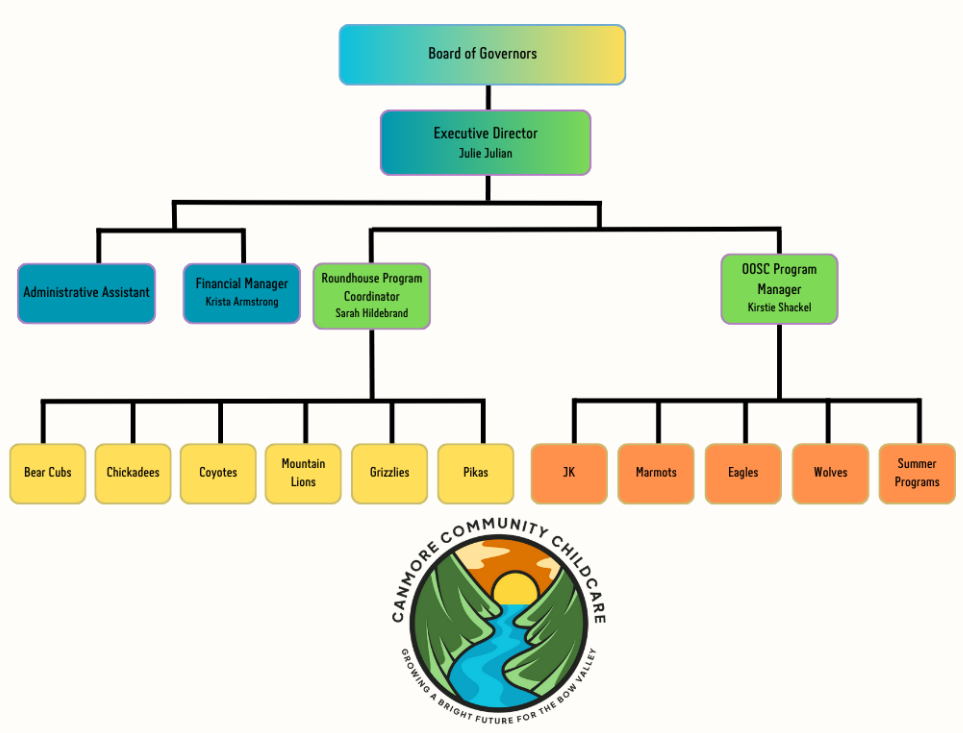 Board of Governors
Executive Director
Julie Julian
Administrative Assistant
Financial Manager
Krista Armstrong
Roundhouse Program
Coordinator
Sarah Hildebrand
OOSC Program
Manager
Kirstie Shackel
Bear Cubs
Chickadees
Coyotes
Mountain
Lions
Grizzlies
Pikas
JK
Marmots
Eagles
Wolves
Summer
Programs
CANMORE COMMUNITY CHILDCARE
GROWING A BRIGHT FUTURE FOR THE BOW VALLEY